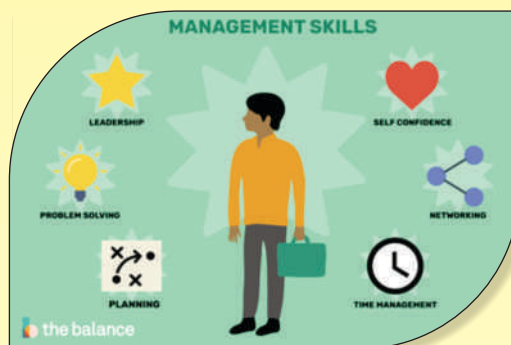 MANAGEMENT SKILLS
LEADERSHIP
SELF CONFIDENCE
PROBLEM SOLVING
NETWORKING
PLANNING
TIME MANAGEMENT
the balance